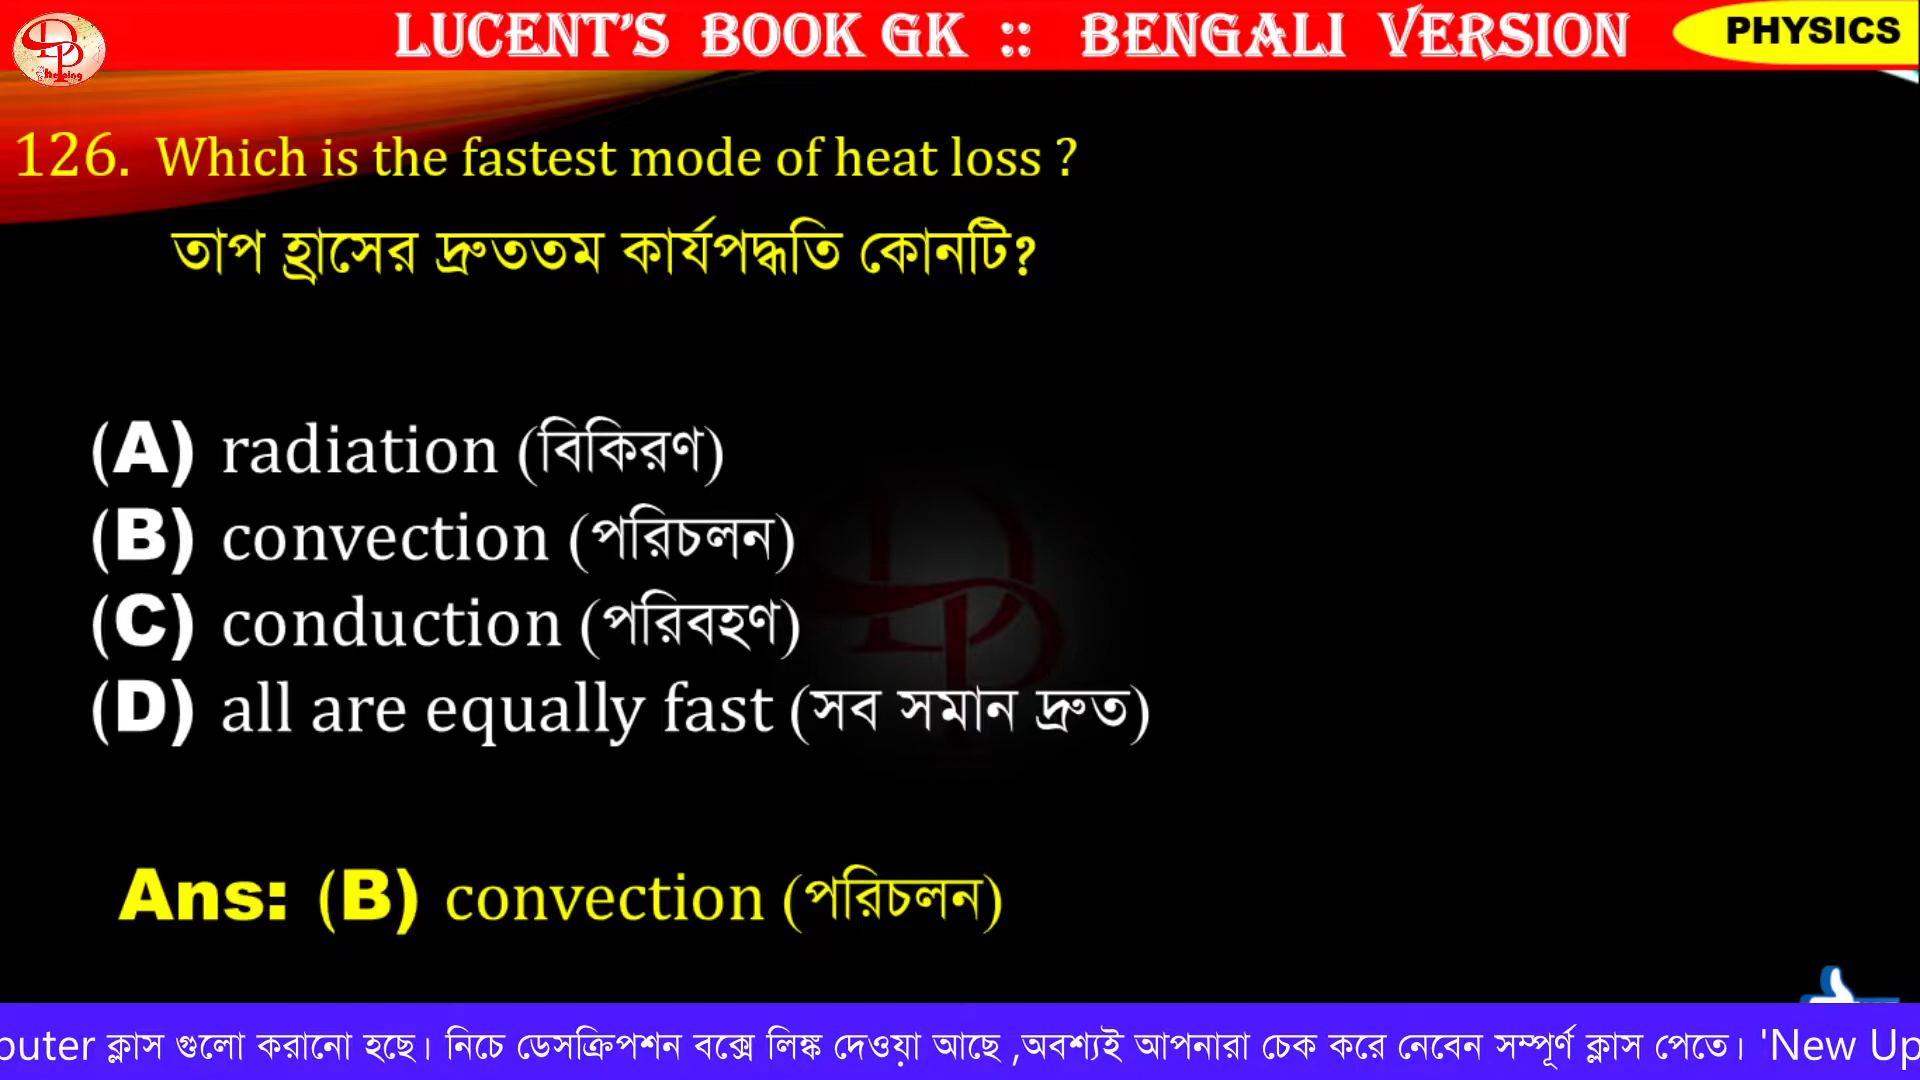 LUCENT'S BOOK GK :: BENGALI VERSION
PHYSICS
126. Which is the fastest mode of heat loss ?
তাপ হ্রাসের দ্রুততম কার্যপদ্ধতি কোনটি?
(A) radiation (বিকিরণ)
(B) convection (পরিচলন)
(C) conduction (পরিবহণ)
(D) all are equally fast (সব সমান দ্রুত)
Ans: (B) convection (পরিচলন)
puter ক্লাস গুলো করানো হছে। নিচে ডেসক্রিপশন বক্সে লিঙ্ক দেওয়া আছে ,অবশ্যই আপনারা চেক করে নেবেন সম্পূর্ণ ক্লাস পেতে। 'New Up